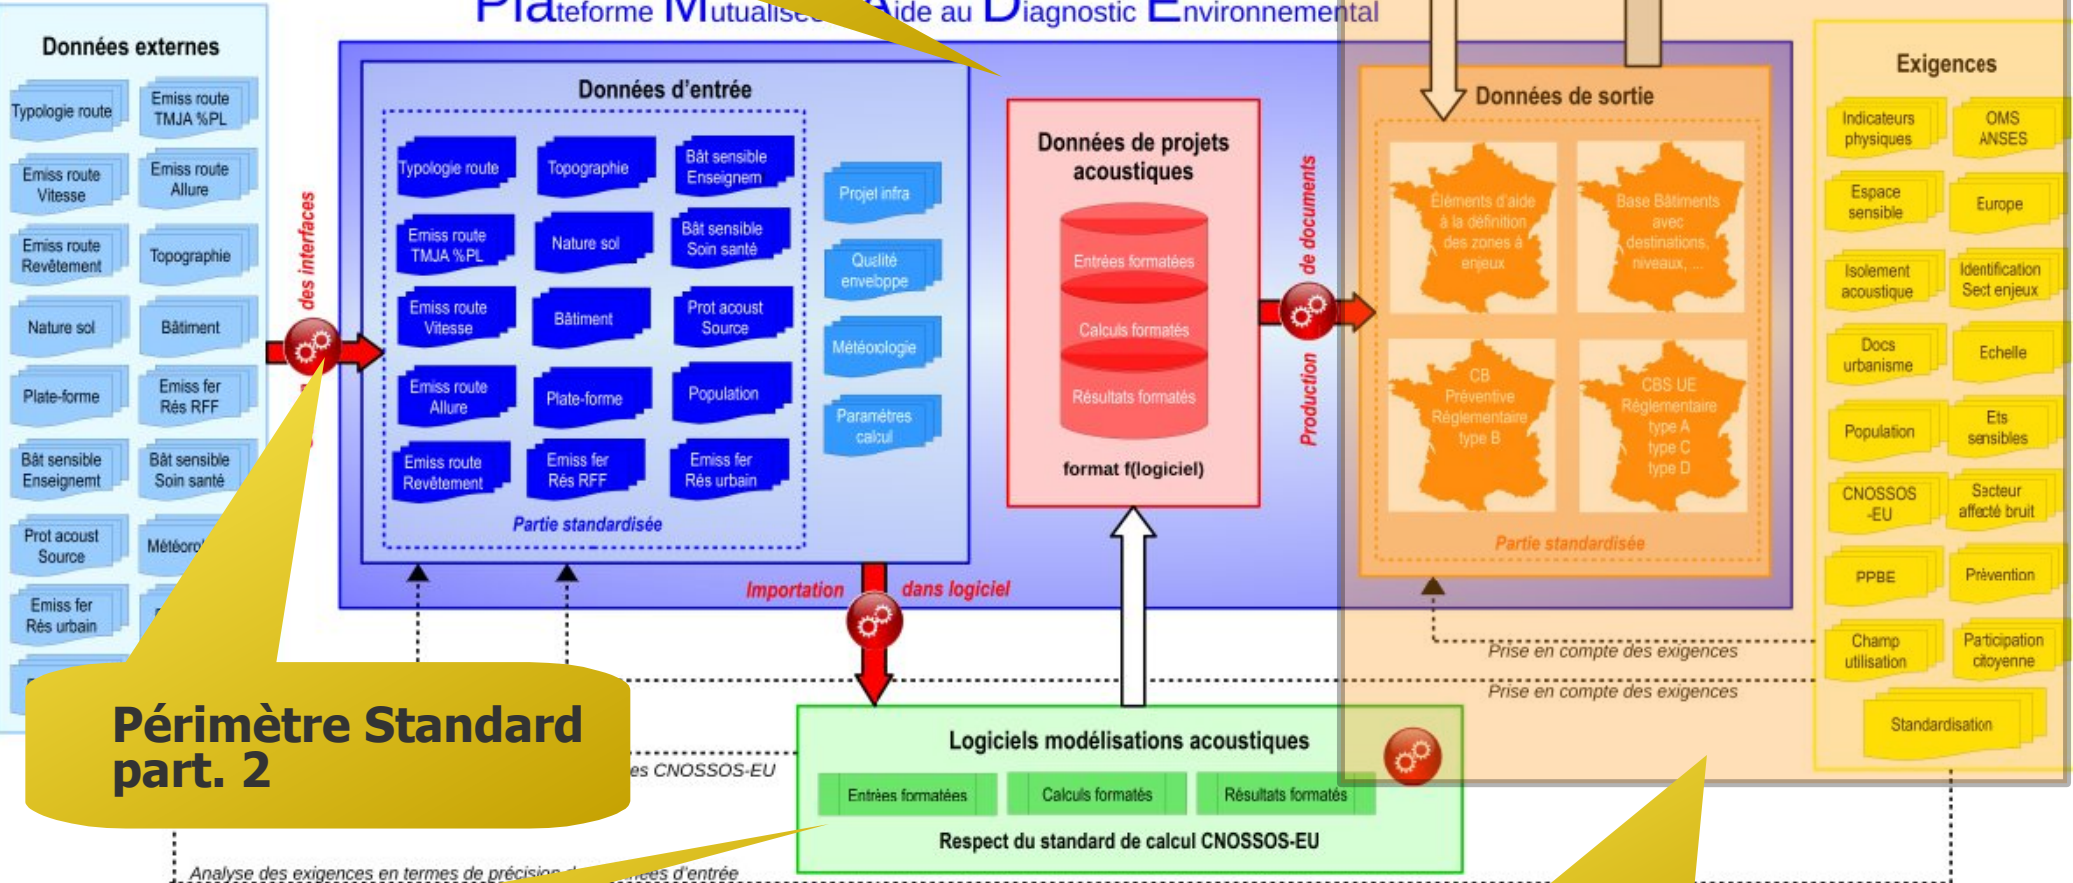 Plateforme Mutualisée Aide au Diagnostic Environnemental
Données externes
Typologie route
Emiss route
TMJA %PL
Emiss route
Vitesse
Emiss route
Allure
Emiss route
Revêtement
Topographie
Nature sol
Bâtiment
Plate-forme
Emiss fer
Rés RFF
Bât sensible
Enseignemt
Bât sensible
Soin santé
Prot acoust
Source
Emiss fer
Rés urbain
des interfaces
Données d'entrée
Typologie route
Topographie
Bât sensible
Enseignem
Emiss route
TMJA %PL
Nature sol
Bât sensible
Soin santé
Emiss route
Vitesse
Bâtiment
Prot acoust
Source
Emiss route
Allure
Plate-forme
Population
Emiss route
Revêtement
Emiss fer
Rés RFF
Emiss fer
Rés urbain
Partie standardisée
Projet infra
Qualité
enveloppe
Météorologie
Paramètres
calcul
Importation dans logiciel
Données de projets
acoustiques
Entrées formatées
Calculs formatés
Résultats formatés
format f(logiciel)
Production de documents
Données de sortie
Éléments d'aide
à la définition
des zones à
enjeux
Base Bâtiments
avec
destinations,
niveaux, ...
CB
Préventive
Réglementaire
type B
CBS UE
Réglementaire
type A
type C
type D
Partie standardisée
Exigences
Indicateurs
physiques
OMS
ANSES
Espace
sensible
Europe
Isolement
acoustique
Identification
Sect enjeux
Docs
urbanisme
Echelle
Population
Ets
sensibles
CNOSSOS
-EU
Secteur
affecté bruit
PPBE
Prévention
Champ
utilisation
Participation
citoyenne
Standardisation
Prise en compte des exigences
Prise en compte des exigences
Périmètre Standard
part. 2
es CNOSSOS-EU
Logiciels modélisations acoustiques
Entrées formatées
Calculs formatés
Résultats formatés
Respect du standard de calcul CNOSSOS-EU
Analyse des exigences en termes de précision d'entrée